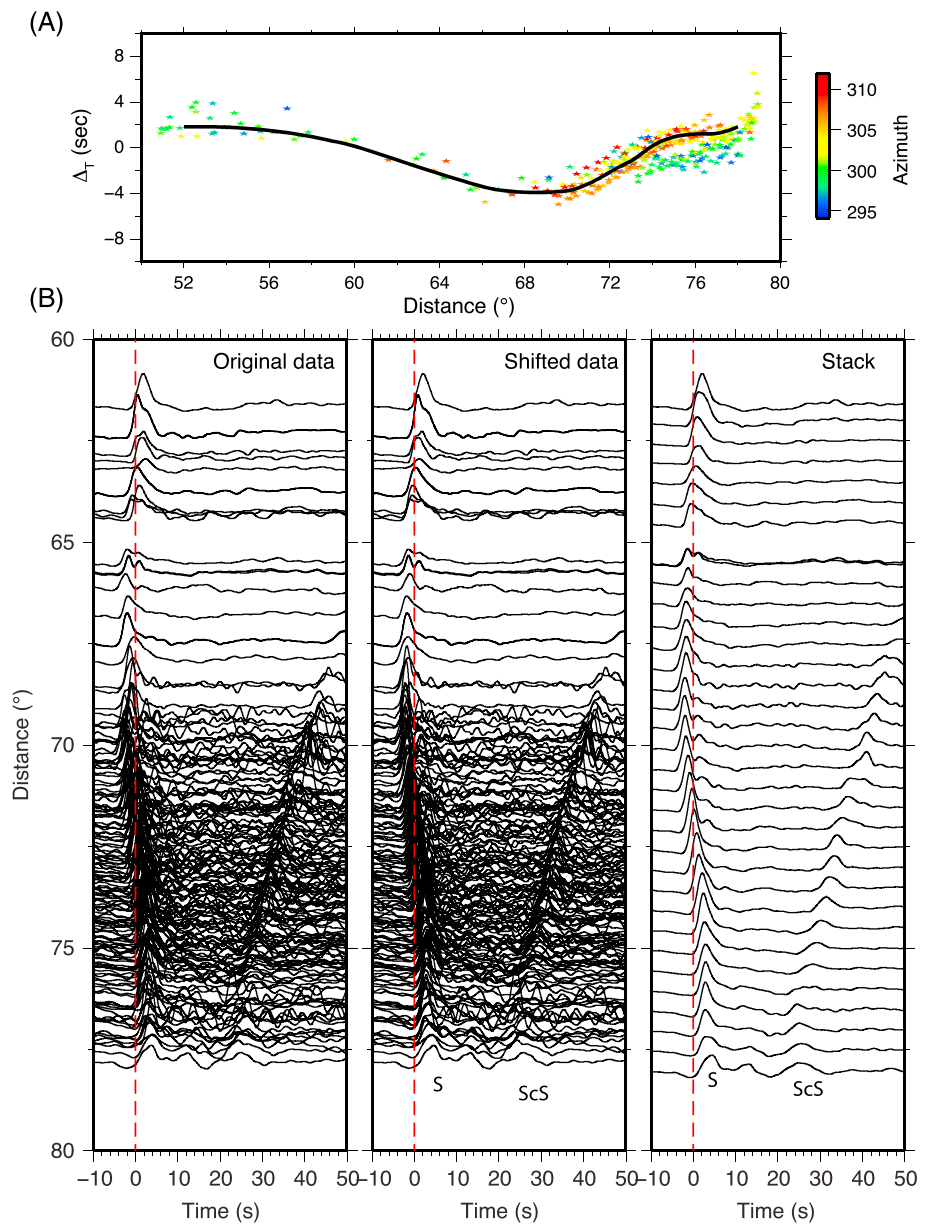 (A)
8
4
0
−4
−8
ΔT (sec)
52 56 60 64 68 72 76 80
Distance (°)
310
305
300
295
Azimuth
(B)
Original data
Shifted data
Stack
60
65
70
75
80
Distance (°)
S
ScS
S
ScS
−10 0 10 20 30 40 50
−10 0 10 20 30 40 50
−10 0 10 20 30 40 50
Time (s)
Time (s)
Time (s)